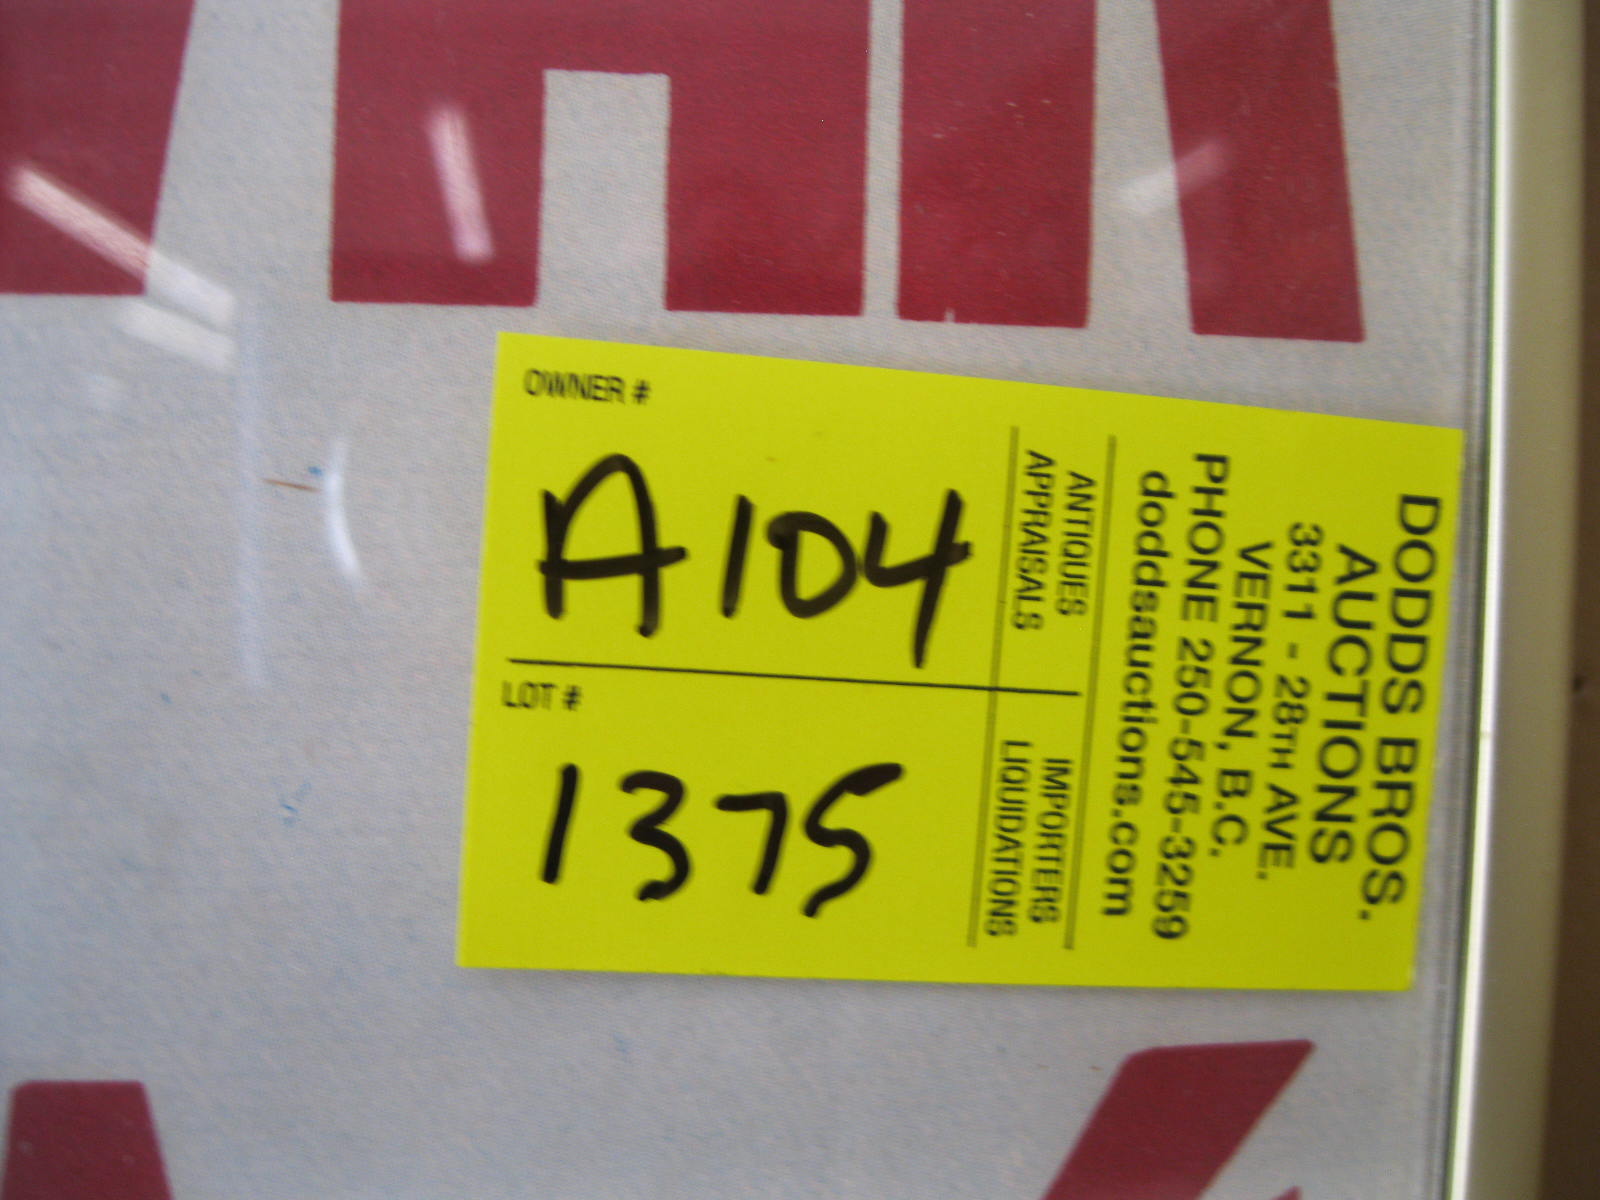 OWNER #
A104
LOT #
1375
DODDS BROS.
AUCTIONS
3311 - 28TH AVE.
VERNON, B.C.
PHONE 250-545-3259
doddsauctions.com
ANTIQUES IMPORTERS
APPRAISALS LIQUIDATIONS